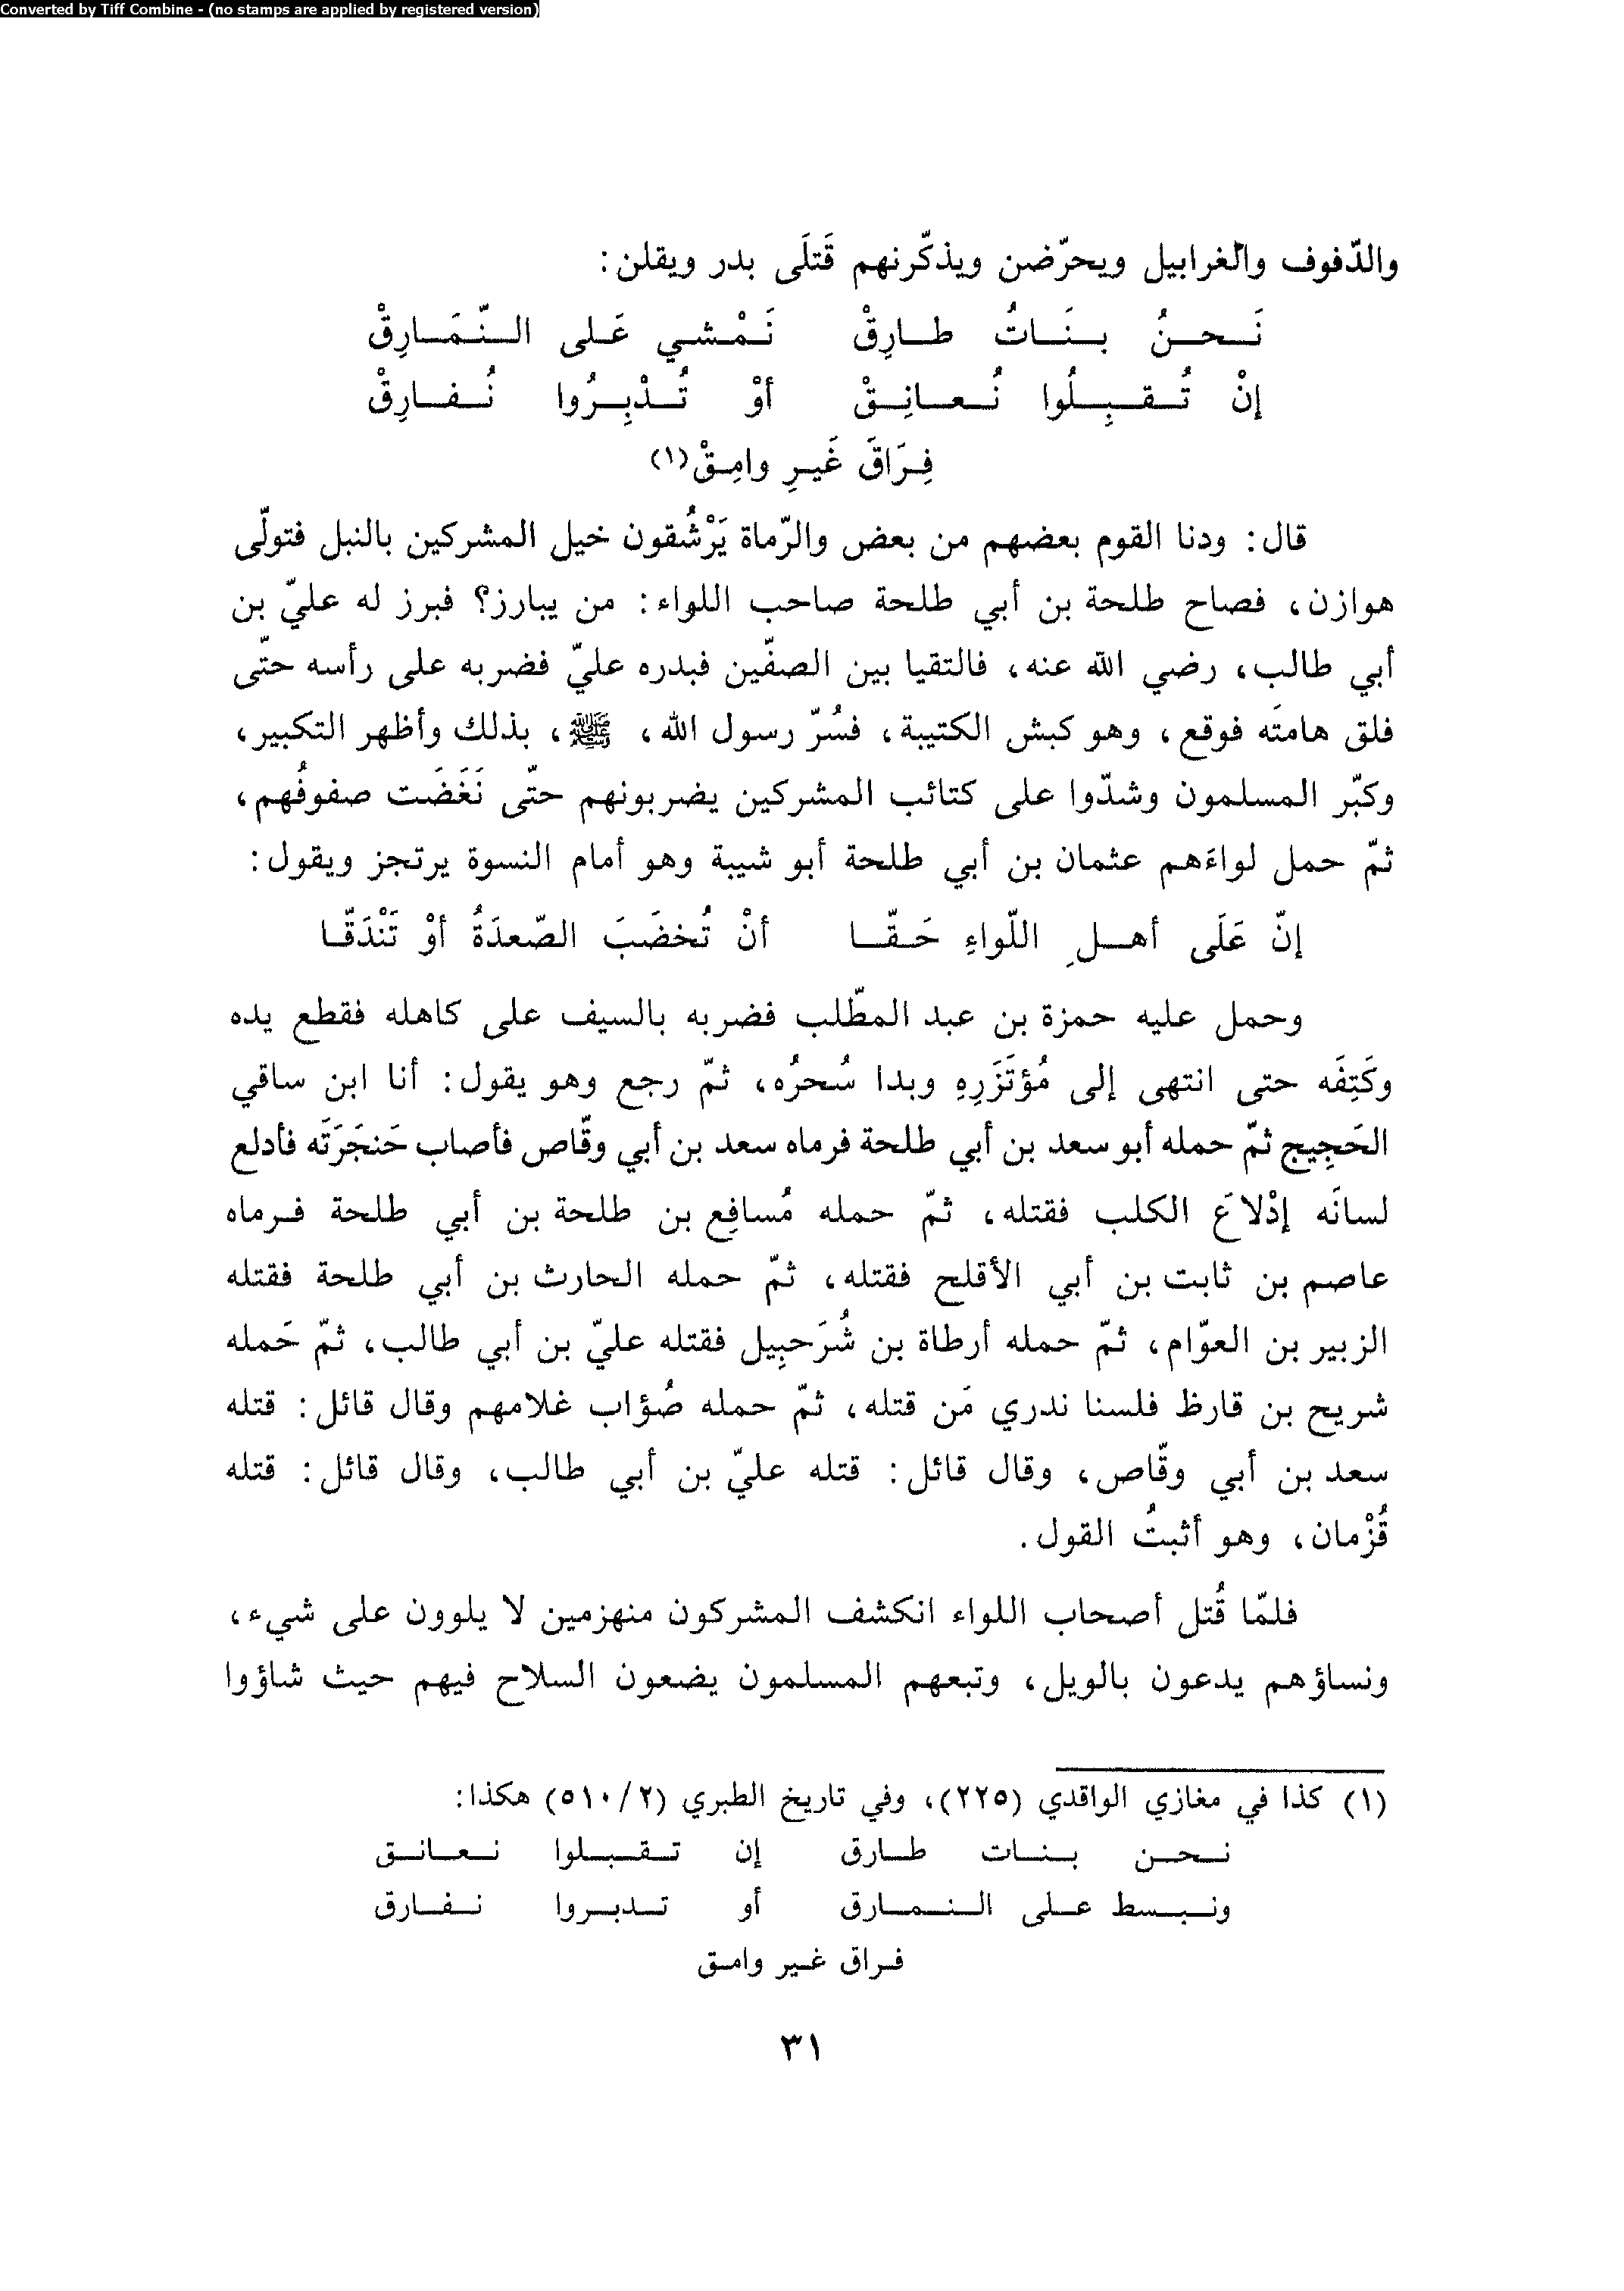 Converted by Tiff Combine - (no stamps are applied by registered version)
والدّفوف والغرابيل ويحرّضن ويذكّرنهم قَتلَى بدر ويقلن:
نَحنُ بنَاتُ طارِقْ نَمْشي عَلى النّمَارِقْ
إنْ تُقبِلُوا نُعانِقْ أوْ تُدْبِرُوا نُفارِقْ
فِرَاقَ غَيرِ وامِقْ(١)
قال: ودنا القوم بعضهم من بعض والرّماة يَرْشُقون خيل المشركين بالنبل فتولّى
هوازن، فصاح طلحة بن أبي طلحة صاحب اللواء: من يبارز؟ فبرز له عليّ بن
أبي طالب، رضي الله عنه، فالتقيا بين الصفّين فبدره عليّ فضربه على رأسه حتّى
فلق هامتَه فوقع، وهو كبش الكتيبة، فسُرّ رسول الله، ﷺ، بذلك وأظهر التكبير،
وكبّر المسلمون وشدّوا على كتائب المشركين يضربونهم حتّى نَغَضَت صفوفُهم،
ثمّ حمل لواءَهم عثمان بن أبي طلحة أبو شيبة وهو أمام النسوة يرتجز ويقول:
إنّ عَلَى أهلِ اللّواءِ حَقّا أنْ تُخضَبَ الصّعدَةُ أوْ تَنْدَقّا
وحمل عليه حمزة بن عبد المطّلب فضربه بالسيف على كاهله فقطع يده
وكَتِفَه حتى انتهى إلى مُؤتَزَرِهِ وبدا سُحرُه، ثمّ رجع وهو يقول: أنا ابن ساقي
الحَجِيج ثمّ حمله أبو سعد بن أبي طلحة فرماه سعد بن أبي وقّاص فأصاب حَنجَرَتَه فأدلع
لسانَه إدْلاعَ الكلب فقتله، ثمّ حمله مُسافِع بن طلحة بن أبي طلحة فرماه
عاصم بن ثابت بن أبي الأقلح فقتله، ثمّ حمله الحارث بن أبي طلحة فقتله
الزبير بن العوّام، ثمّ حمله أرطاة بن شُرَحبِيل فقتله عليّ بن أبي طالب، ثمّ حَمله
شريح بن قارظ فلسنا ندري مَن قتله، ثمّ حمله صُؤاب غلامهم وقال قائل: قتله
سعد بن أبي وقّاص، وقال قائل: قتله عليّ بن أبي طالب، وقال قائل: قتله
قُزْمان، وهو أثبتُ القول.
فلمّا قُتل أصحاب اللواء انكشف المشركون منهزمين لا يلوون على شيء،
ونساؤهم يدعون بالويل، وتبعهم المسلمون يضعون السلاح فيهم حيث شاؤوا
(١) كذا في مغازي الواقدي (٢٢٥)، وفي تاريخ الطبري (٢/ ٥١٠) هكذا:
نحن بنات طارق إن تقبلوا نعانق
ونبسط على النمارق أو تدبروا نفارق
فراق غير وامق
٣١